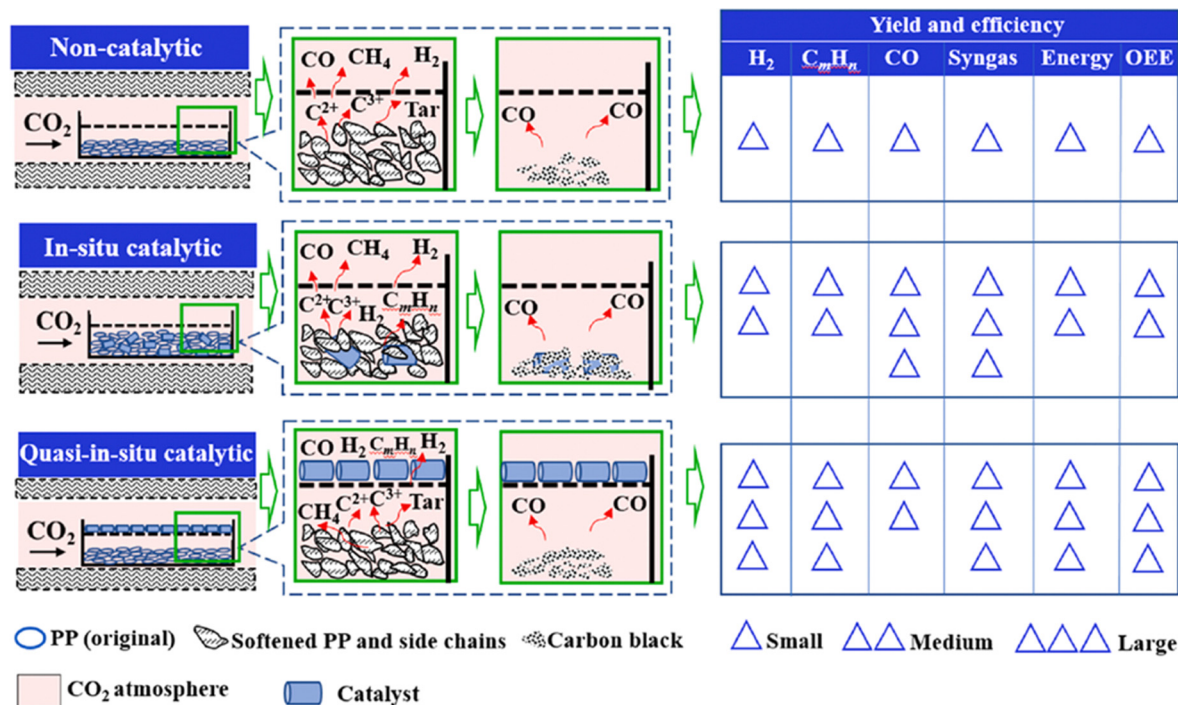 Non-catalytic
CO₂
CO CH₄ H₂
C²⁺ C³⁺ Tar
CO CO
Yield and efficiency
H₂ CₘHₙ CO Syngas Energy OEE
In-situ catalytic
CO₂
CO CH₄ H₂
C²⁺ C³⁺ H₂ CₘHₙ
CO CO
Quasi-in-situ catalytic
CO₂
CO H₂ CₘHₙ H₂
CH₄ C²⁺ C³⁺ Tar
CO CO
PP (original) Softened PP and side chains Carbon black
Small Medium Large
CO₂ atmosphere Catalyst